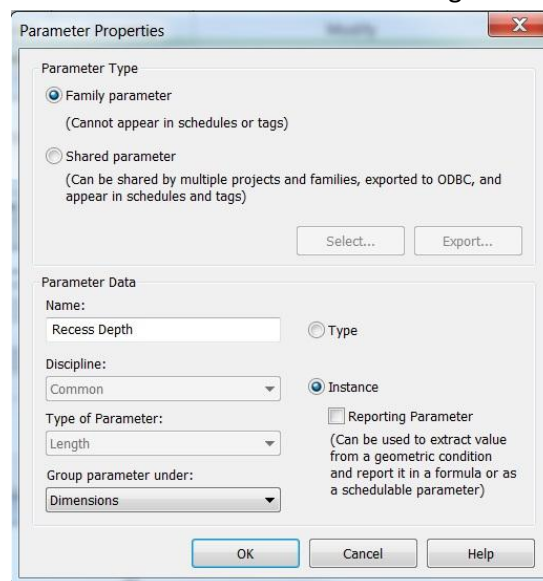 Parameter Properties
Modify
X
Parameter Type
Family parameter
(Cannot appear in schedules or tags)
Shared parameter
(Can be shared by multiple projects and families, exported to ODBC, and
appear in schedules and tags)
Select...
Export...
Parameter Data
Name:
Recess Depth
Type
Discipline:
Common
Instance
Type of Parameter:
Reporting Parameter
Length
(Can be used to extract value
from a geometric condition
and report it in a formula or as
a schedulable parameter)
Group parameter under:
Dimensions
OK
Cancel
Help